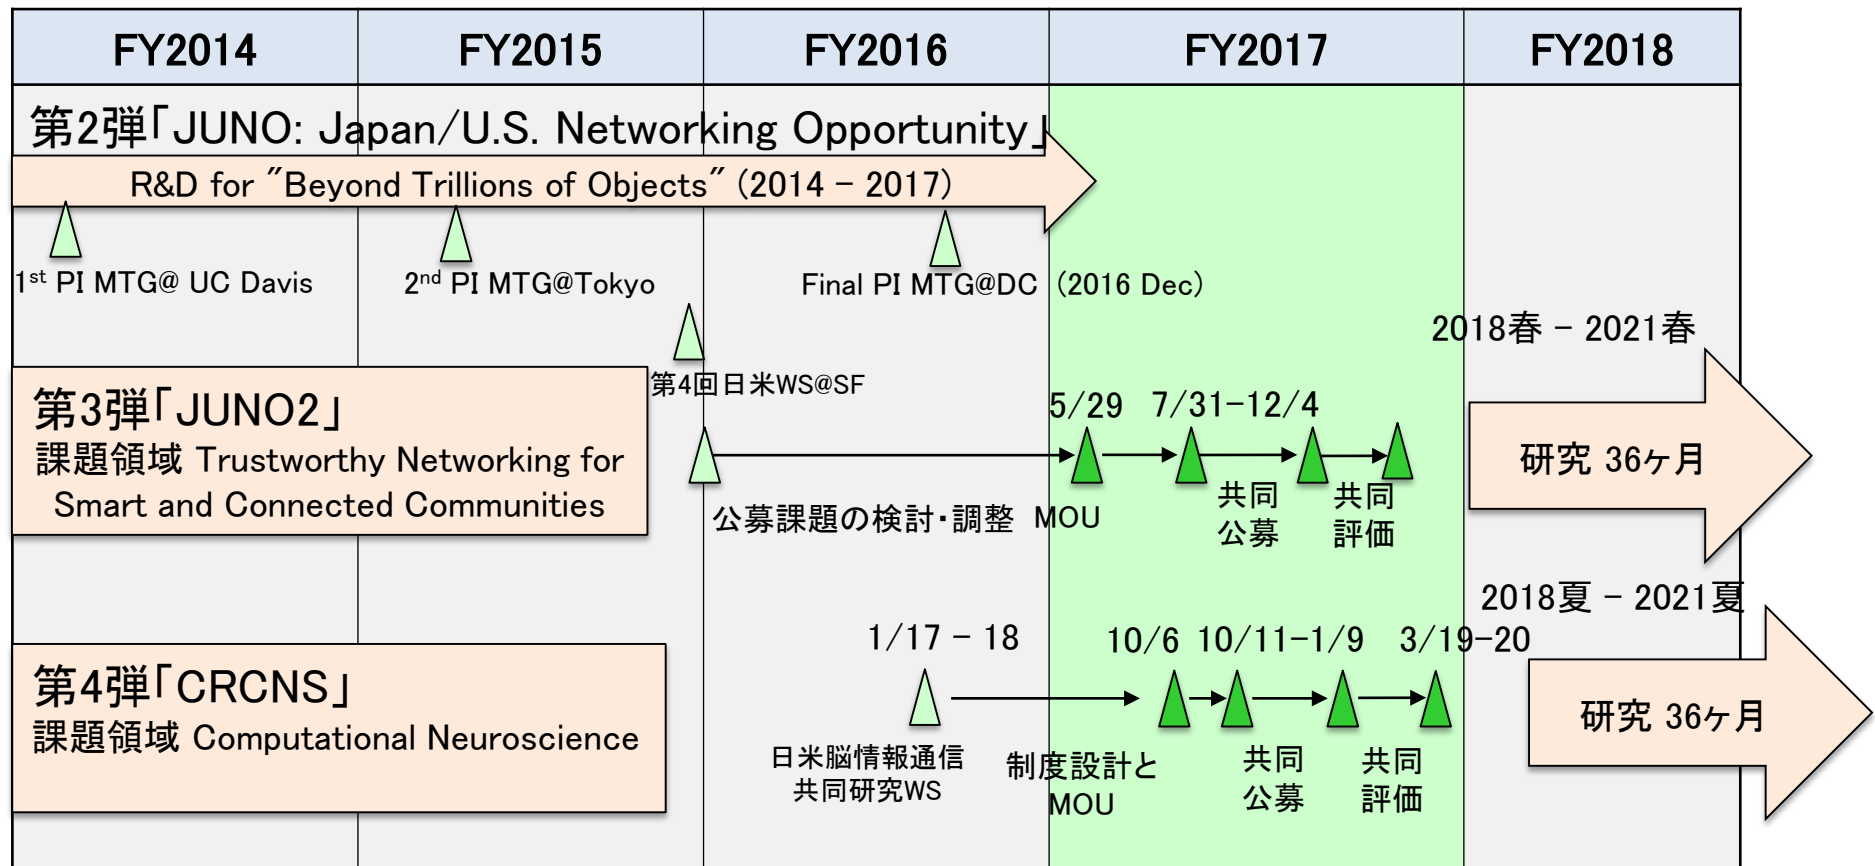 FY2014
FY2015
FY2016
FY2017
FY2018
第2弾「JUNO: Japan/U.S. Networking Opportunity」
R&D for "Beyond Trillions of Objects" (2014 – 2017)
1st PI MTG@ UC Davis
2nd PI MTG@Tokyo
Final PI MTG@DC (2016 Dec)
第4回日米WS@SF
2018春 – 2021春
第3弾「JUNO2」
課題領域 Trustworthy Networking for
Smart and Connected Communities
5/29
7/31-12/4
公募課題の検討・調整
MOU
共同
公募
共同
評価
研究 36ヶ月
2018夏 – 2021夏
第4弾「CRCNS」
課題領域 Computational Neuroscience
1/17 – 18
10/6
10/11-1/9
3/19-20
日米脳情報通信
共同研究WS
制度設計と
MOU
共同
公募
共同
評価
研究 36ヶ月